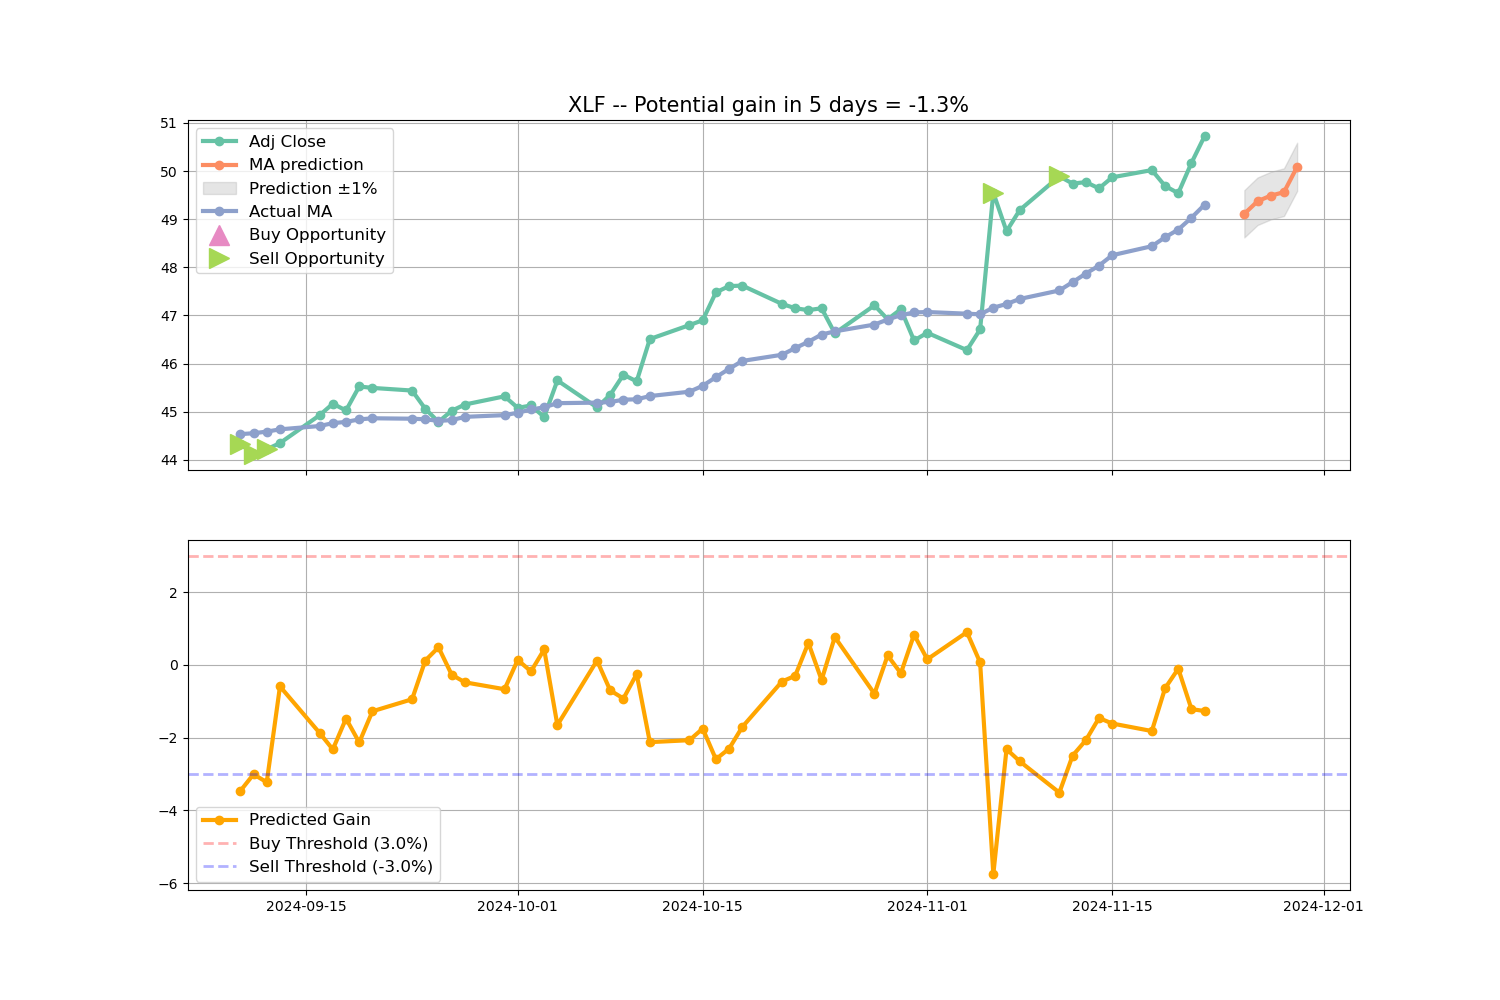 XLF -- Potential gain in 5 days = -1.3%
51
50
49
48
47
46
45
44
Adj Close
MA prediction
Prediction ±1%
Actual MA
Buy Opportunity
Sell Opportunity
2
0
−2
−4
−6
Predicted Gain
Buy Threshold (3.0%)
Sell Threshold (-3.0%)
2024-09-15
2024-10-01
2024-10-15
2024-11-01
2024-11-15
2024-12-01